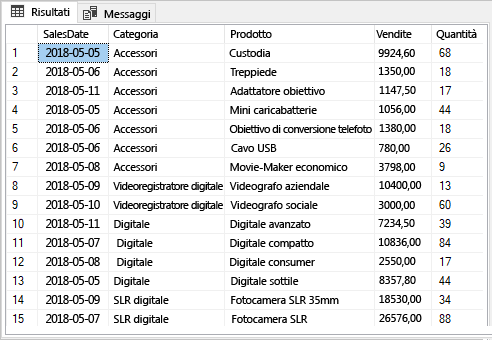 Risultati Messaggi
SalesDate Categoria Prodotto Vendite Quantità
1 2018-05-05 Accessori Custodia 9924,60 68
2 2018-05-06 Accessori Treppiede 1350,00 18
3 2018-05-11 Accessori Adattatore obiettivo 1147,50 17
4 2018-05-05 Accessori Mini caricabatterie 1056,00 44
5 2018-05-06 Accessori Obiettivo di conversione telefoto 1380,00 18
6 2018-05-06 Accessori Cavo USB 780,00 26
7 2018-05-08 Accessori Movie-Maker economico 3798,00 9
8 2018-05-09 Videoregistratore digitale Videografo aziendale 10400,00 13
9 2018-05-10 Videoregistratore digitale Videografo sociale 3000,00 60
10 2018-05-11 Digitale Digitale avanzato 7234,50 39
11 2018-05-07 Digitale Digitale compatto 10836,00 84
12 2018-05-08 Digitale Digitale consumer 2550,00 17
13 2018-05-05 Digitale Digitale sottile 8357,80 44
14 2018-05-09 SLR digitale Fotocamera SLR 35mm 18530,00 34
15 2018-05-07 SLR digitale Fotocamera SLR 26576,00 88